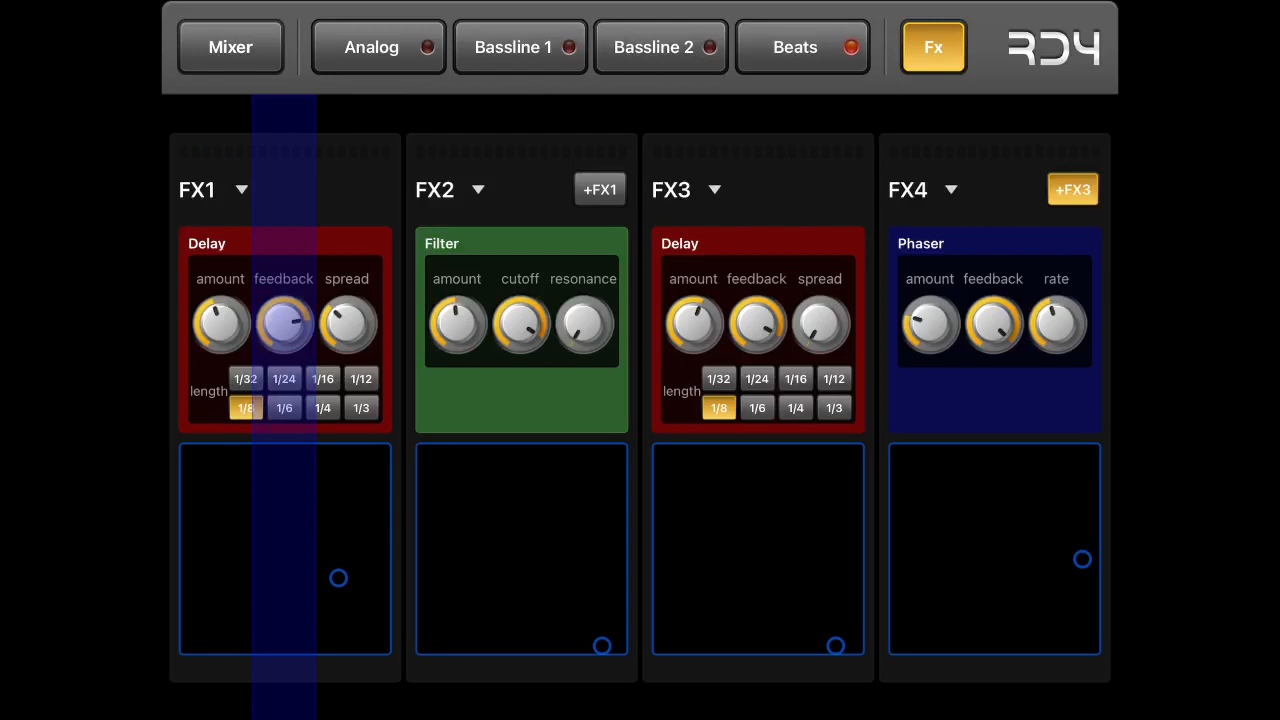 Mixer Analog Bassline 1 Bassline 2 Beats Fx RD4
FX1 FX2 +FX1 FX3 FX4 +FX3
Delay Filter Delay Phaser
amount feedback spread amount cutoff resonance amount feedback spread amount feedback rate
1/32 1/24 1/16 1/12 1/32 1/24 1/16 1/12
length length
1/8 1/6 1/4 1/3 1/8 1/6 1/4 1/3